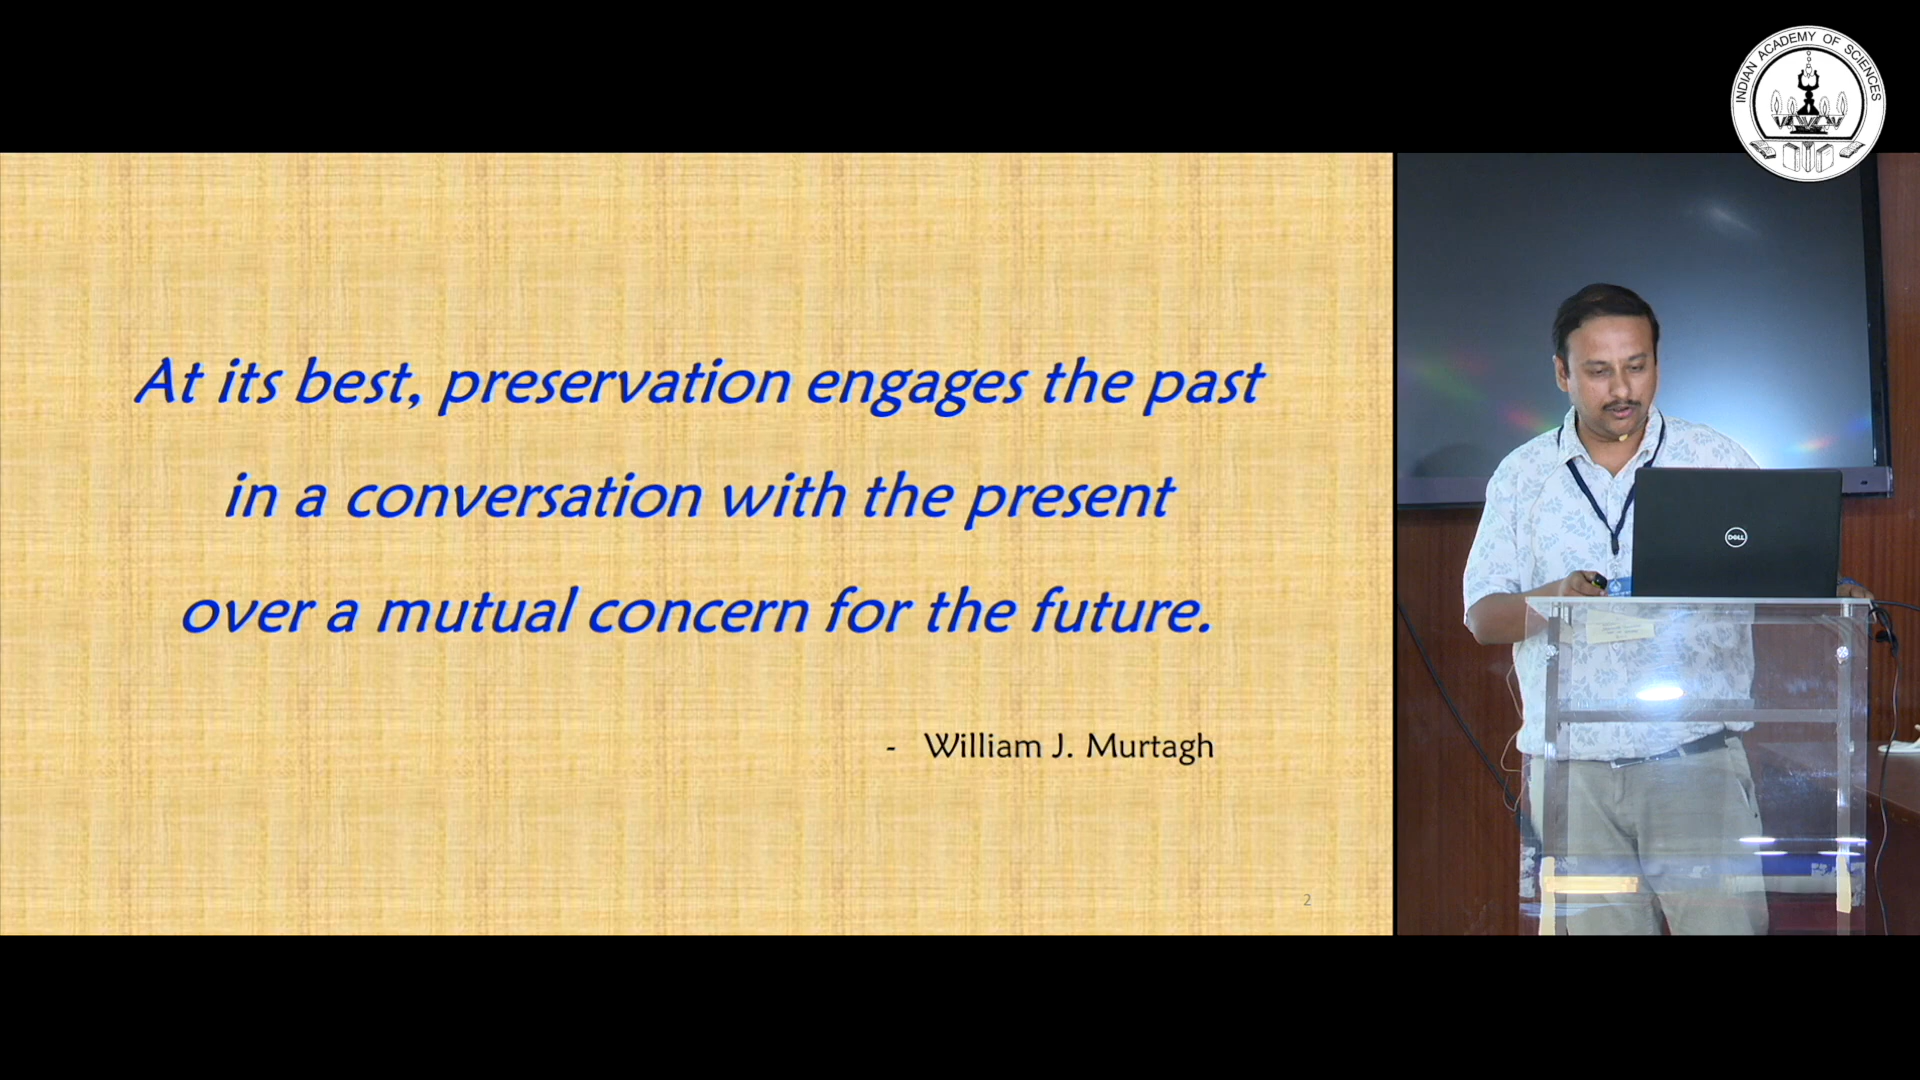 INDIAN ACADEMY OF SCIENCES
At its best, preservation engages the past
in a conversation with the present
over a mutual concern for the future.
- William J. Murtagh
2
DELL